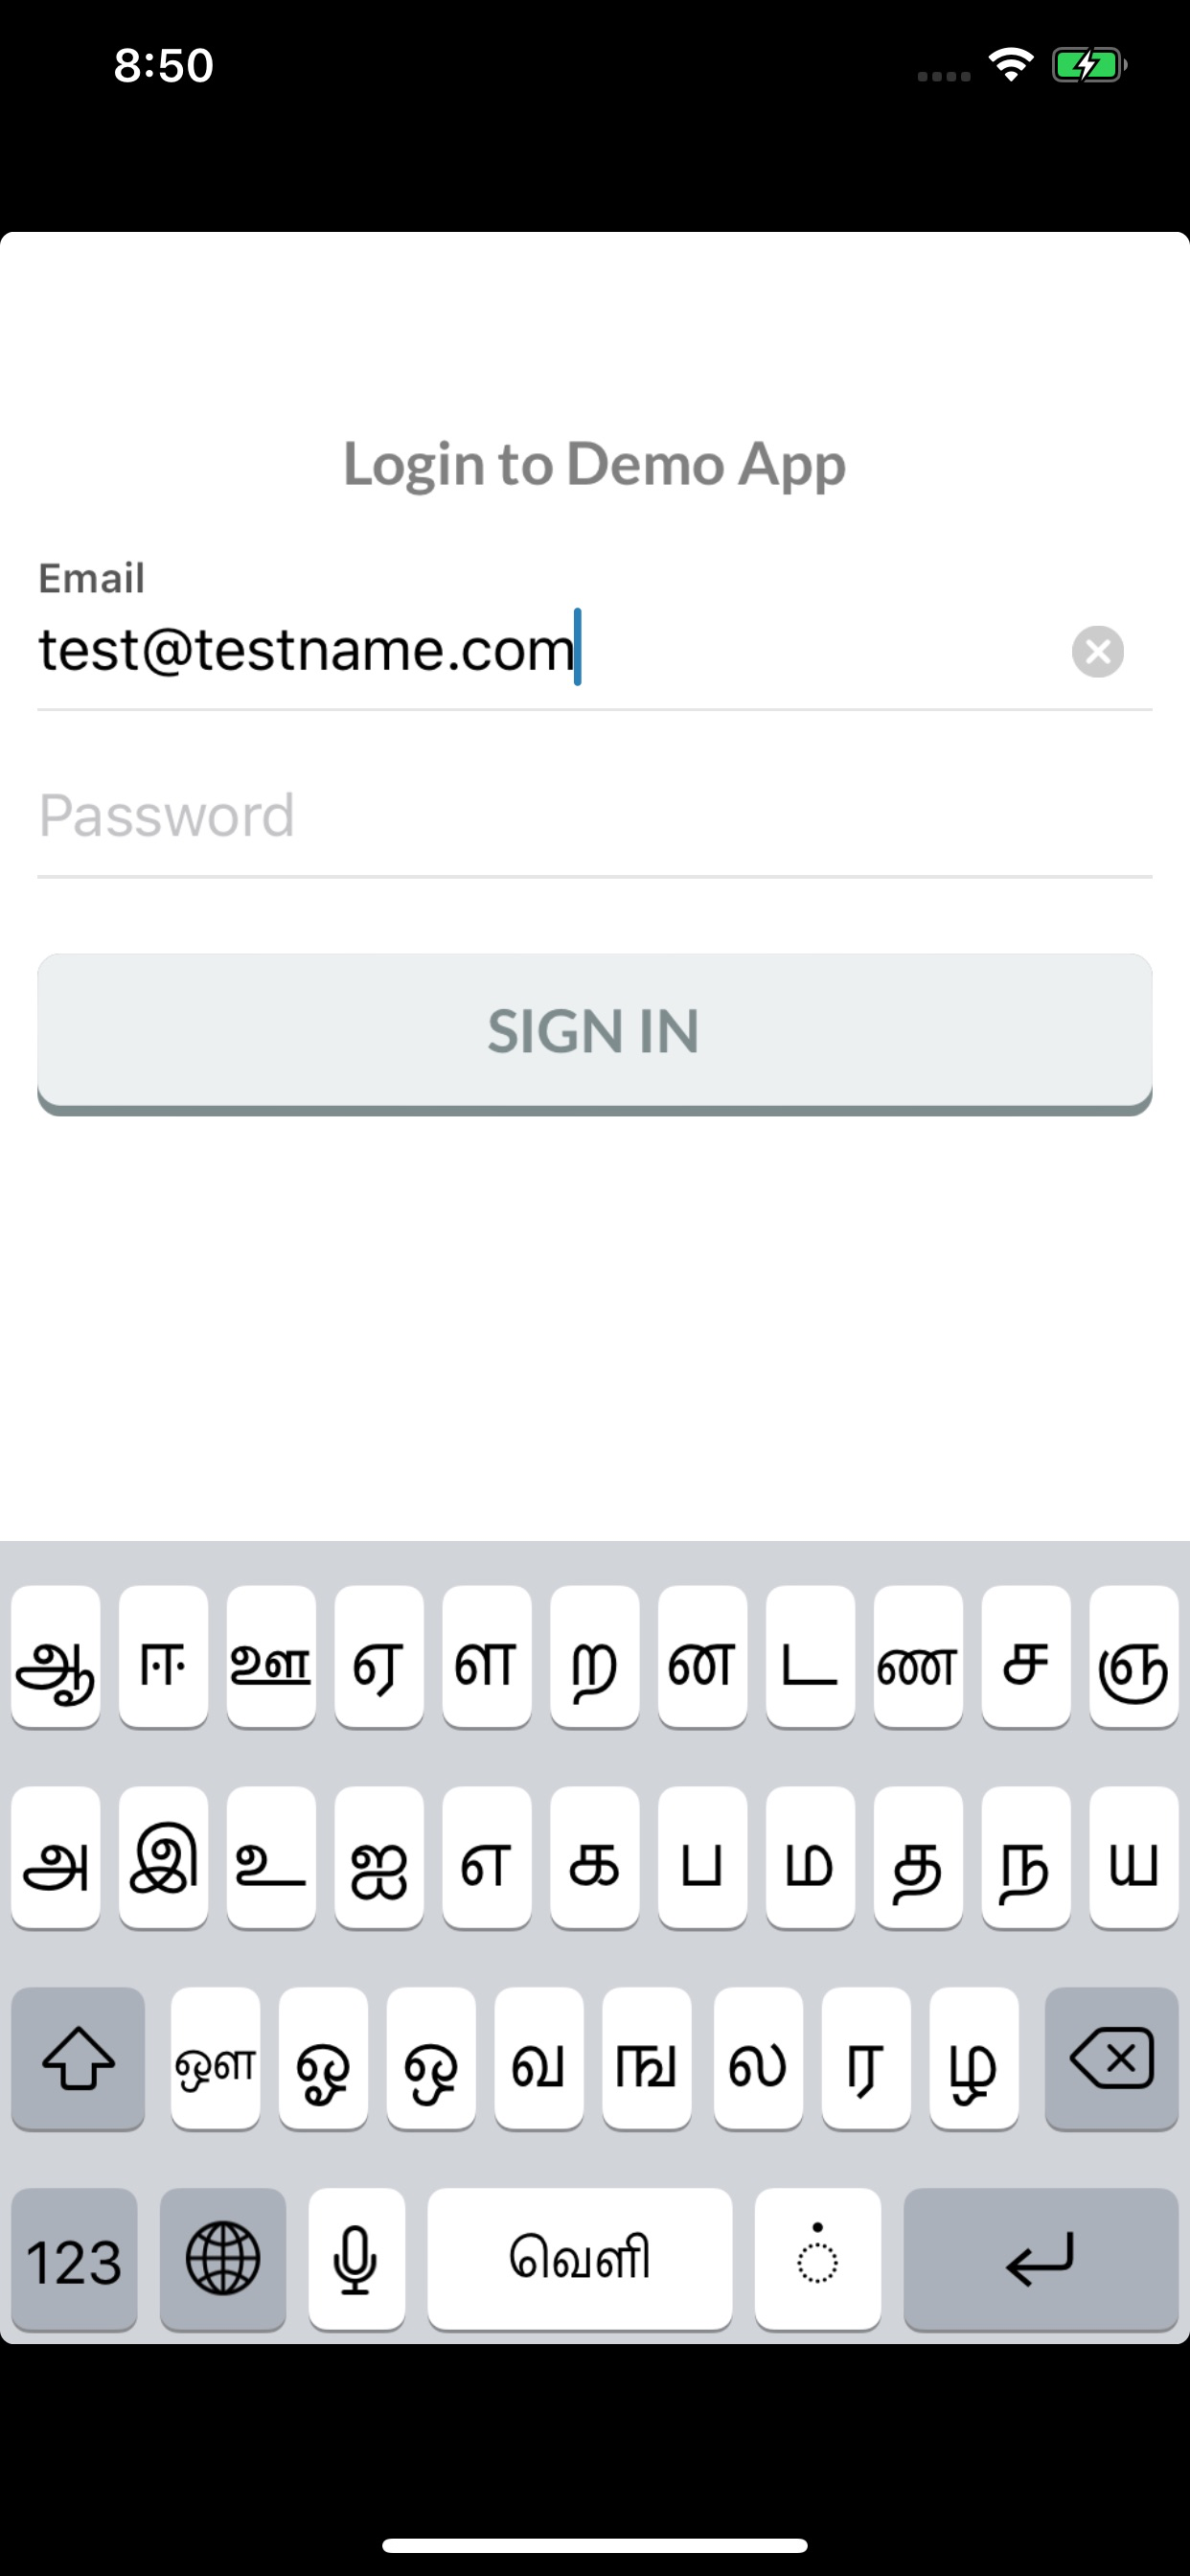 8:50
Login to Demo App
Email
test@testname.com
Password
SIGN IN
ஆ ஈ ஊ ஏ ள ற ன ட ண ச ஞ
அ இ உ ஐ எ க ப ம த ந ய
ஔ ஓ ஒ வ ங ல ர ழ
123 வெளி ்